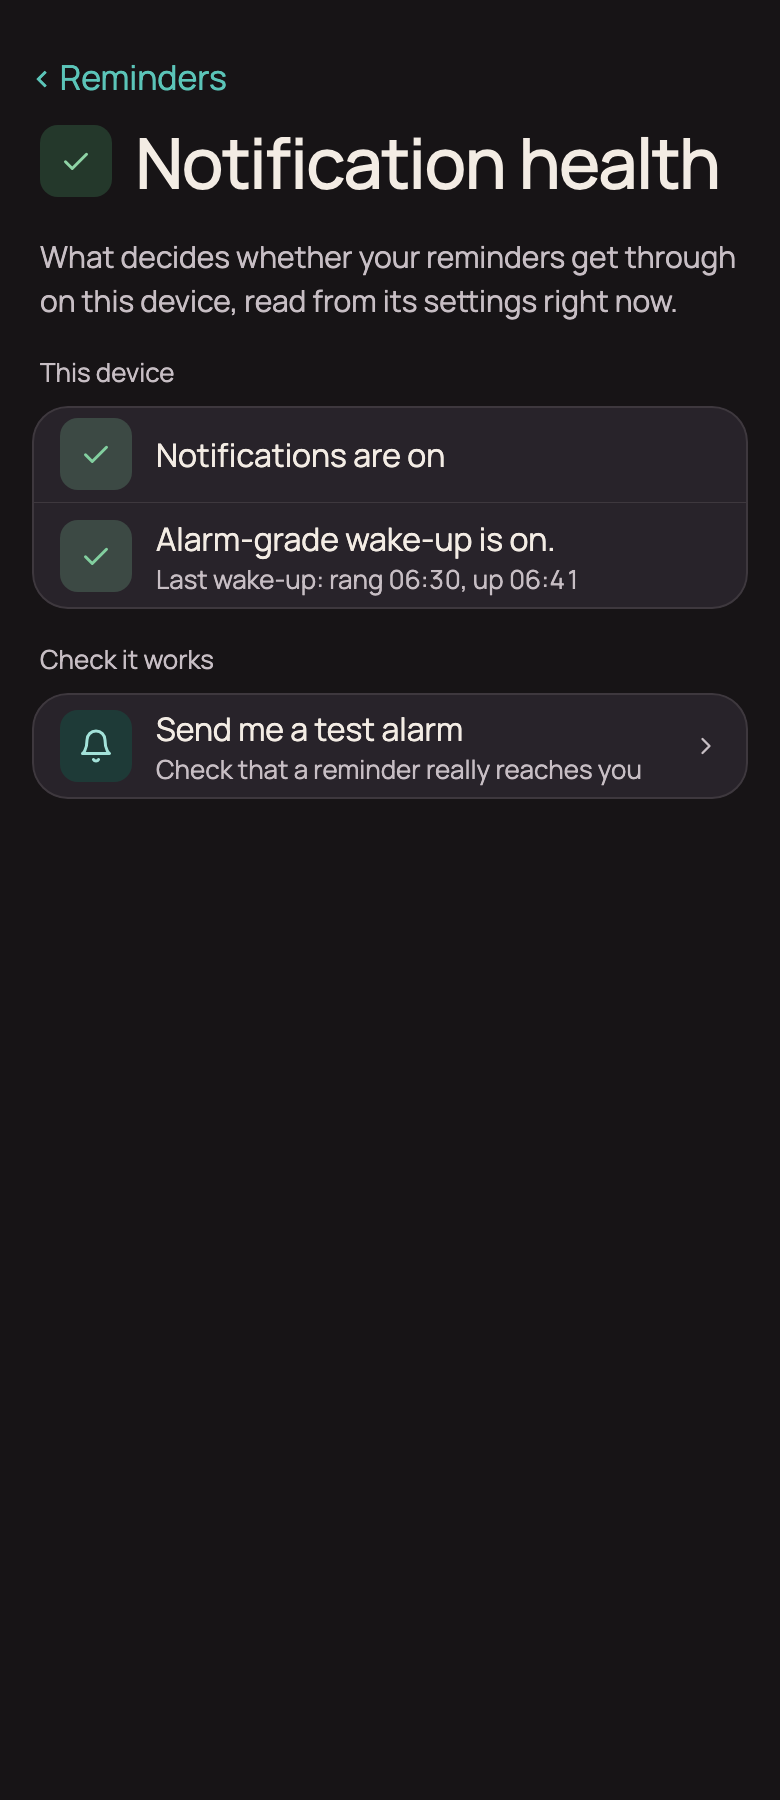 Reminders
Notification health
What decides whether your reminders get through
on this device, read from its settings right now.
This device
Notifications are on
Alarm-grade wake-up is on.
Last wake-up: rang 06:30, up 06:41
Check it works
Send me a test alarm
Check that a reminder really reaches you